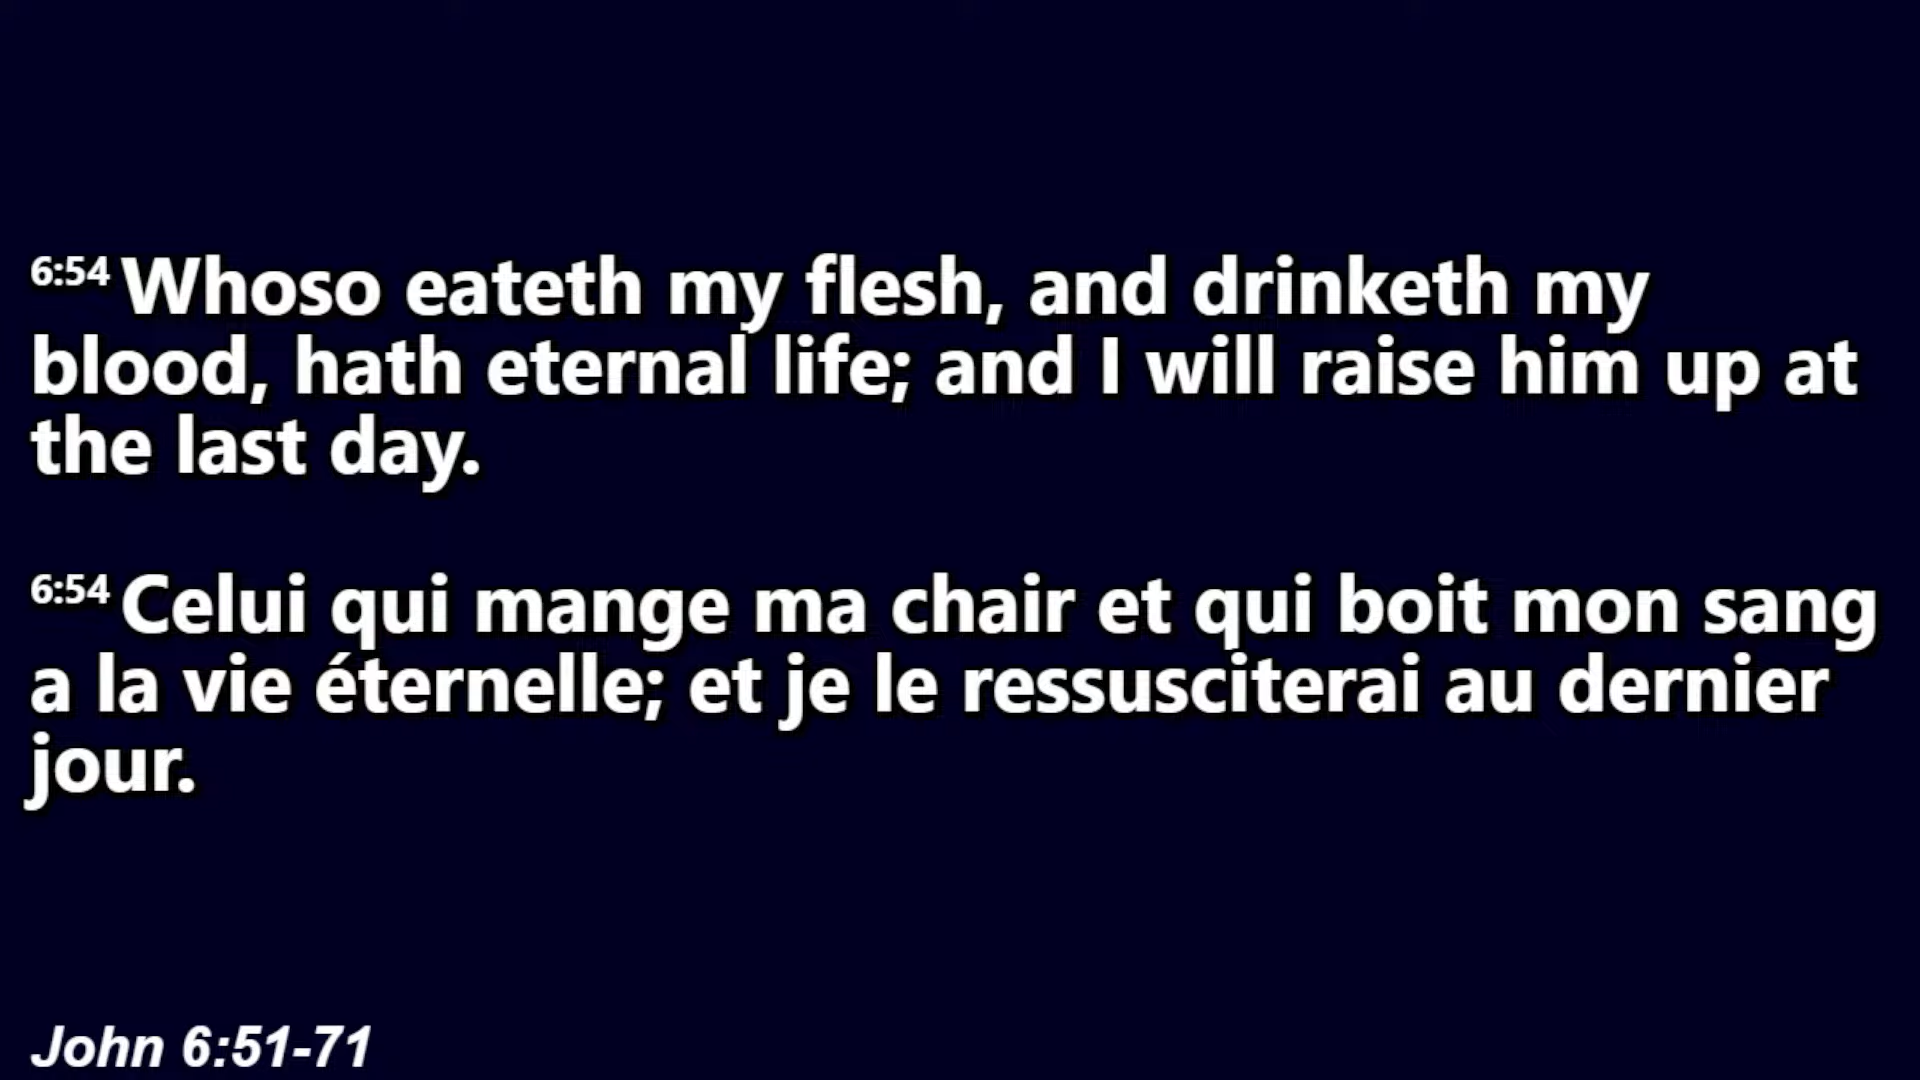 6:54 Whoso eateth my flesh, and drinketh my
blood, hath eternal life; and I will raise him up at
the last day.
6:54 Celui qui mange ma chair et qui boit mon sang
a la vie éternelle; et je le ressusciterai au dernier
jour.
John 6:51-71